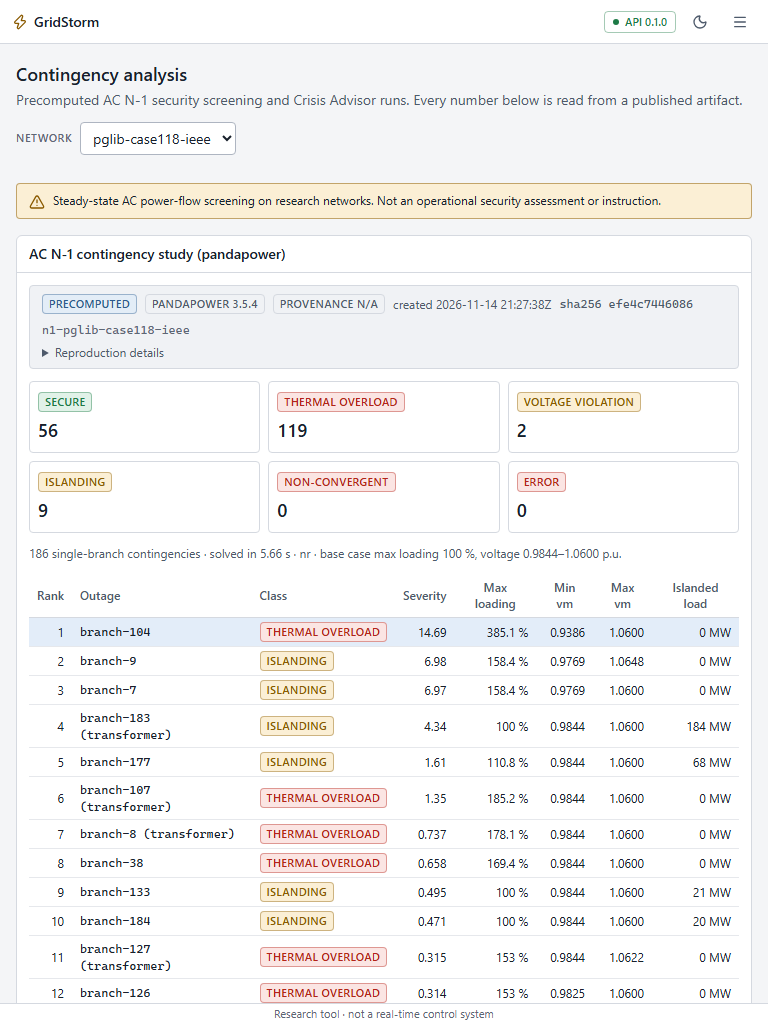 GridStorm
API 0.1.0
Contingency analysis
Precomputed AC N-1 security screening and Crisis Advisor runs. Every number below is read from a published artifact.
NETWORK pglib-case118-ieee
Steady-state AC power-flow screening on research networks. Not an operational security assessment or instruction.
AC N-1 contingency study (pandapower)
PRECOMPUTED PANDAPOWER 3.5.4 PROVENANCE N/A created 2026-11-14 21:27:38Z sha256 efe4c7446086
n1-pglib-case118-ieee
Reproduction details
SECURE
56
THERMAL OVERLOAD
119
VOLTAGE VIOLATION
2
ISLANDING
9
NON-CONVERGENT
0
ERROR
0
186 single-branch contingencies · solved in 5.66 s · nr · base case max loading 100 %, voltage 0.9844–1.0600 p.u.
Rank Outage Class Severity Max loading Min vm Max vm Islanded load
1 branch-104 THERMAL OVERLOAD 14.69 385.1 % 0.9386 1.0600 0 MW
2 branch-9 ISLANDING 6.98 158.4 % 0.9769 1.0648 0 MW
3 branch-7 ISLANDING 6.97 158.4 % 0.9769 1.0600 0 MW
4 branch-183 (transformer) ISLANDING 4.34 100 % 0.9844 1.0600 184 MW
5 branch-177 ISLANDING 1.61 110.8 % 0.9844 1.0600 68 MW
6 branch-107 (transformer) THERMAL OVERLOAD 1.35 185.2 % 0.9844 1.0600 0 MW
7 branch-8 (transformer) THERMAL OVERLOAD 0.737 178.1 % 0.9844 1.0600 0 MW
8 branch-38 THERMAL OVERLOAD 0.658 169.4 % 0.9844 1.0600 0 MW
9 branch-133 ISLANDING 0.495 100 % 0.9844 1.0600 21 MW
10 branch-184 ISLANDING 0.471 100 % 0.9844 1.0600 20 MW
11 branch-127 (transformer) THERMAL OVERLOAD 0.315 153 % 0.9844 1.0622 0 MW
12 branch-126 THERMAL OVERLOAD 0.314 153 % 0.9825 1.0600 0 MW
Research tool · not a real-time control system